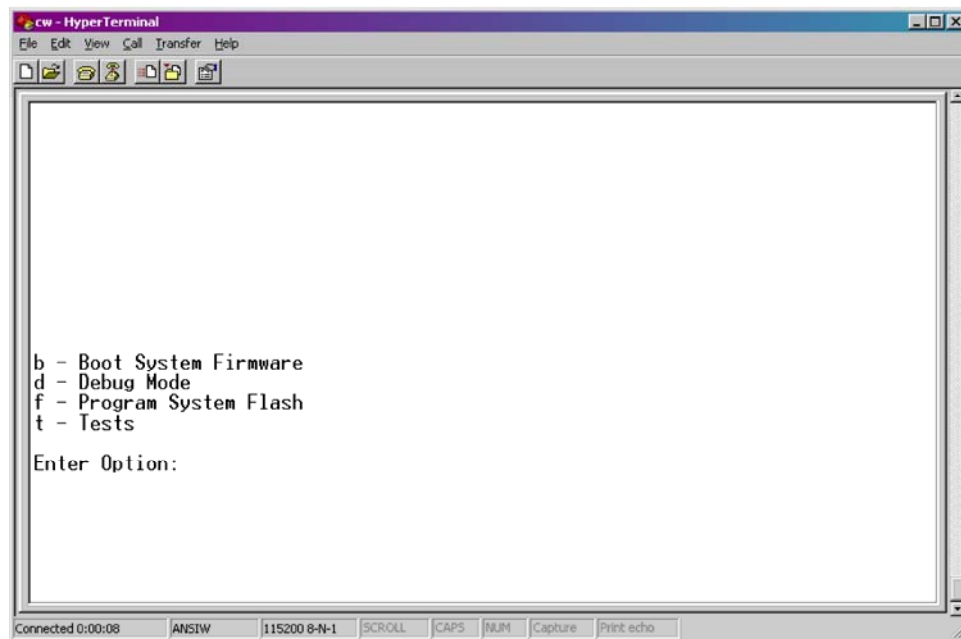 cw - HyperTerminal
File Edit View Call Transfer Help
b - Boot System Firmware
d - Debug Mode
f - Program System Flash
t - Tests
Enter Option:
Connected 0:00:08 ANSIW 115200 8-N-1 SCROLL CAPS NUM Capture Print echo